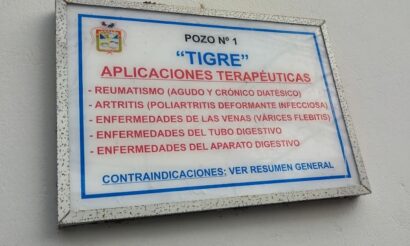 POZO Nº 1
"TIGRE"
APLICACIONES TERAPÉUTICAS
- REUMATISMO (AGUDO Y CRÓNICO DIATÉSICO)
- ARTRITIS (POLIARTRITIS DEFORMANTE INFECCIOSA)
- ENFERMEDADES DE LAS VENAS (VÁRICES FLEBITIS)
- ENFERMEDADES DEL TUBO DIGESTIVO
- ENFERMEDADES DEL APARATO DIGESTIVO
CONTRAINDICACIONES: VER RESUMEN GENERAL